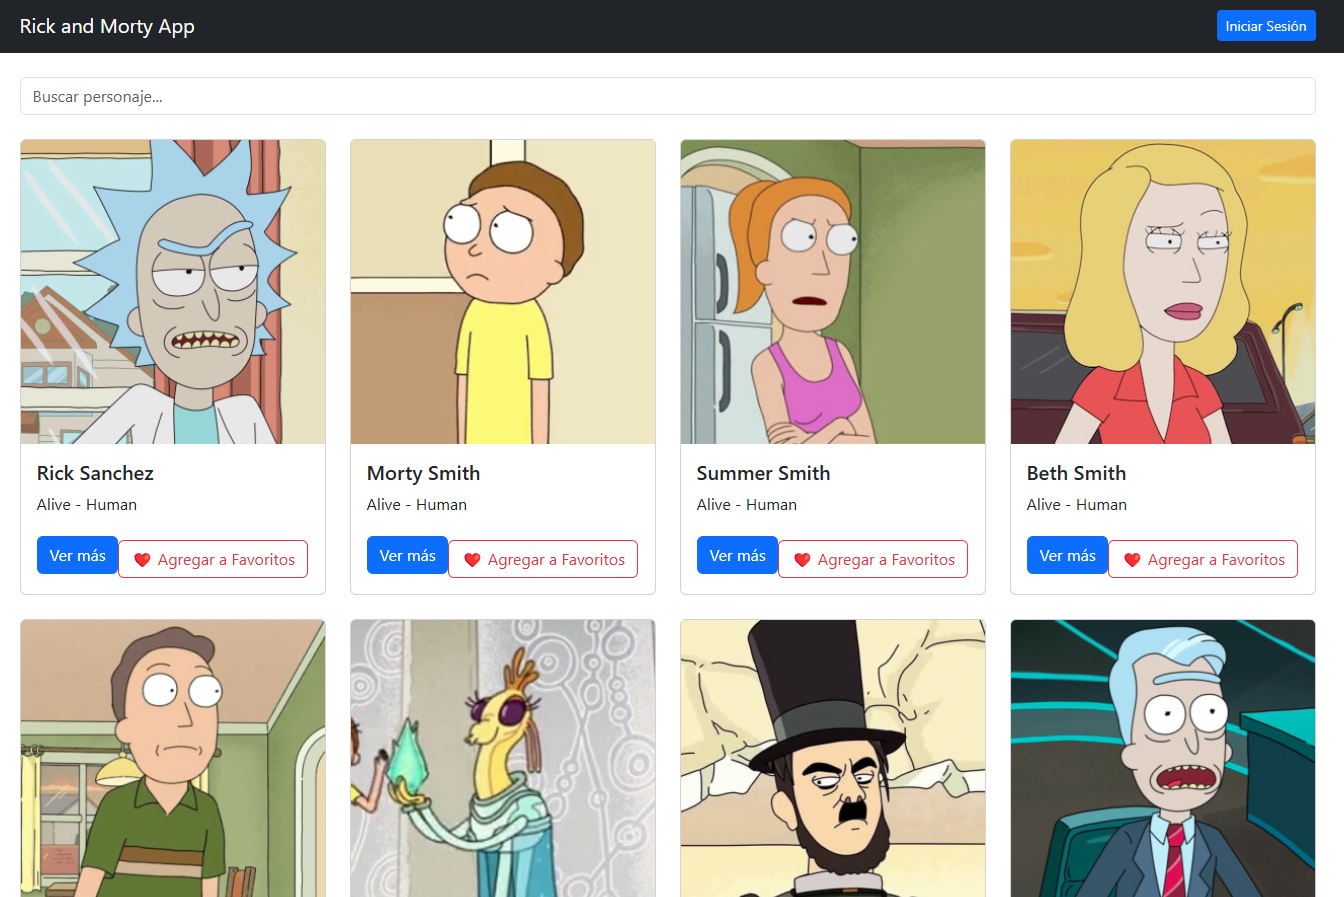 Rick and Morty App
Iniciar Sesión
Buscar personaje...
Rick Sanchez
Alive - Human
Ver más
❤️ Agregar a Favoritos
Morty Smith
Alive - Human
Ver más
❤️ Agregar a Favoritos
Summer Smith
Alive - Human
Ver más
❤️ Agregar a Favoritos
Beth Smith
Alive - Human
Ver más
❤️ Agregar a Favoritos